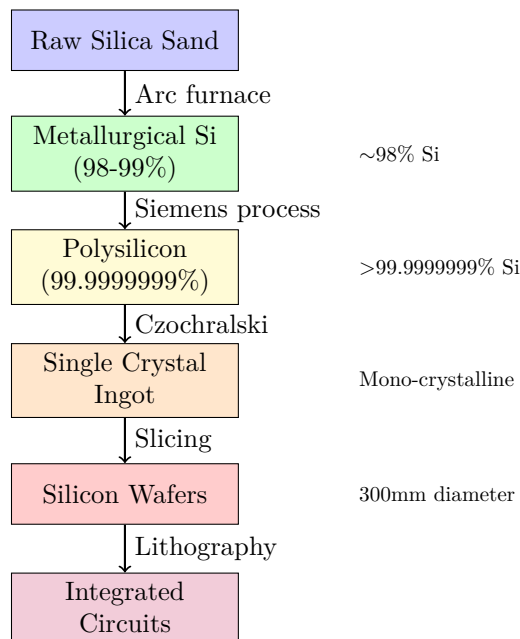 Raw Silica Sand
Arc furnace
Metallurgical Si
(98-99%)
∼98% Si
Siemens process
Polysilicon
(99.9999999%)
>99.9999999% Si
Czochralski
Single Crystal
Ingot
Mono-crystalline
Slicing
Silicon Wafers
300mm diameter
Lithography
Integrated
Circuits